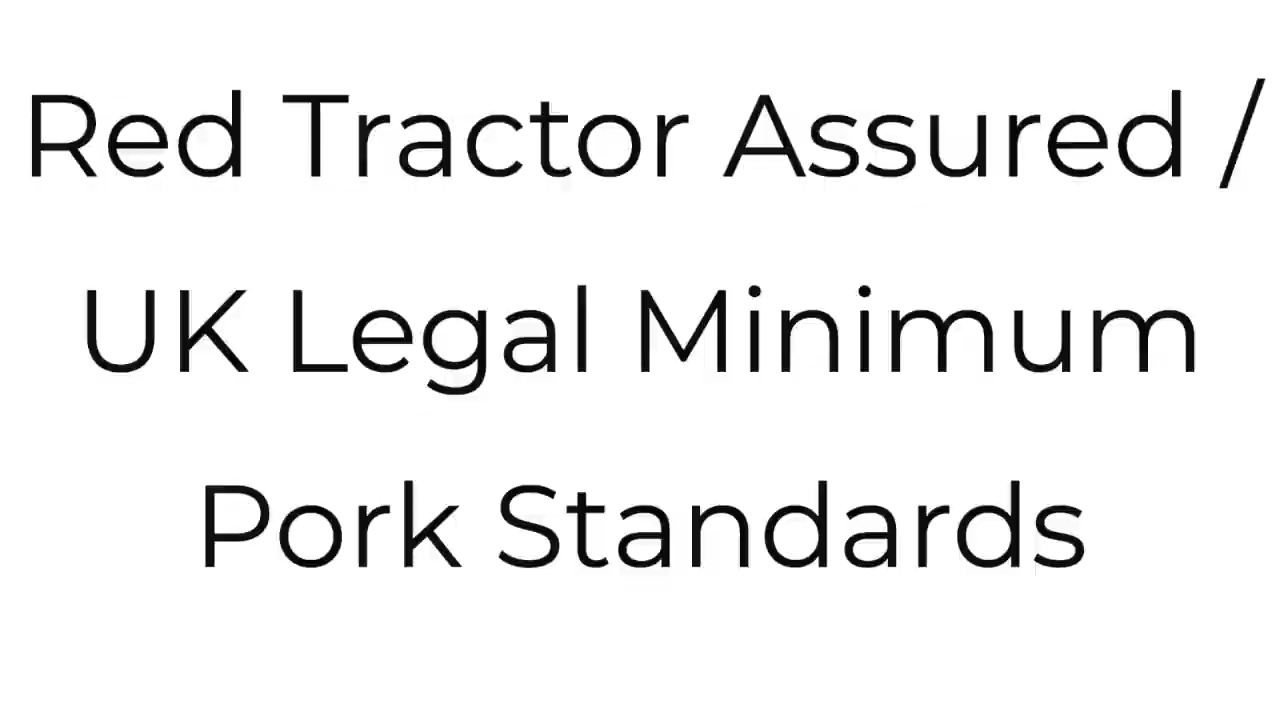 Red Tractor Assured /
UK Legal Minimum
Pork Standards